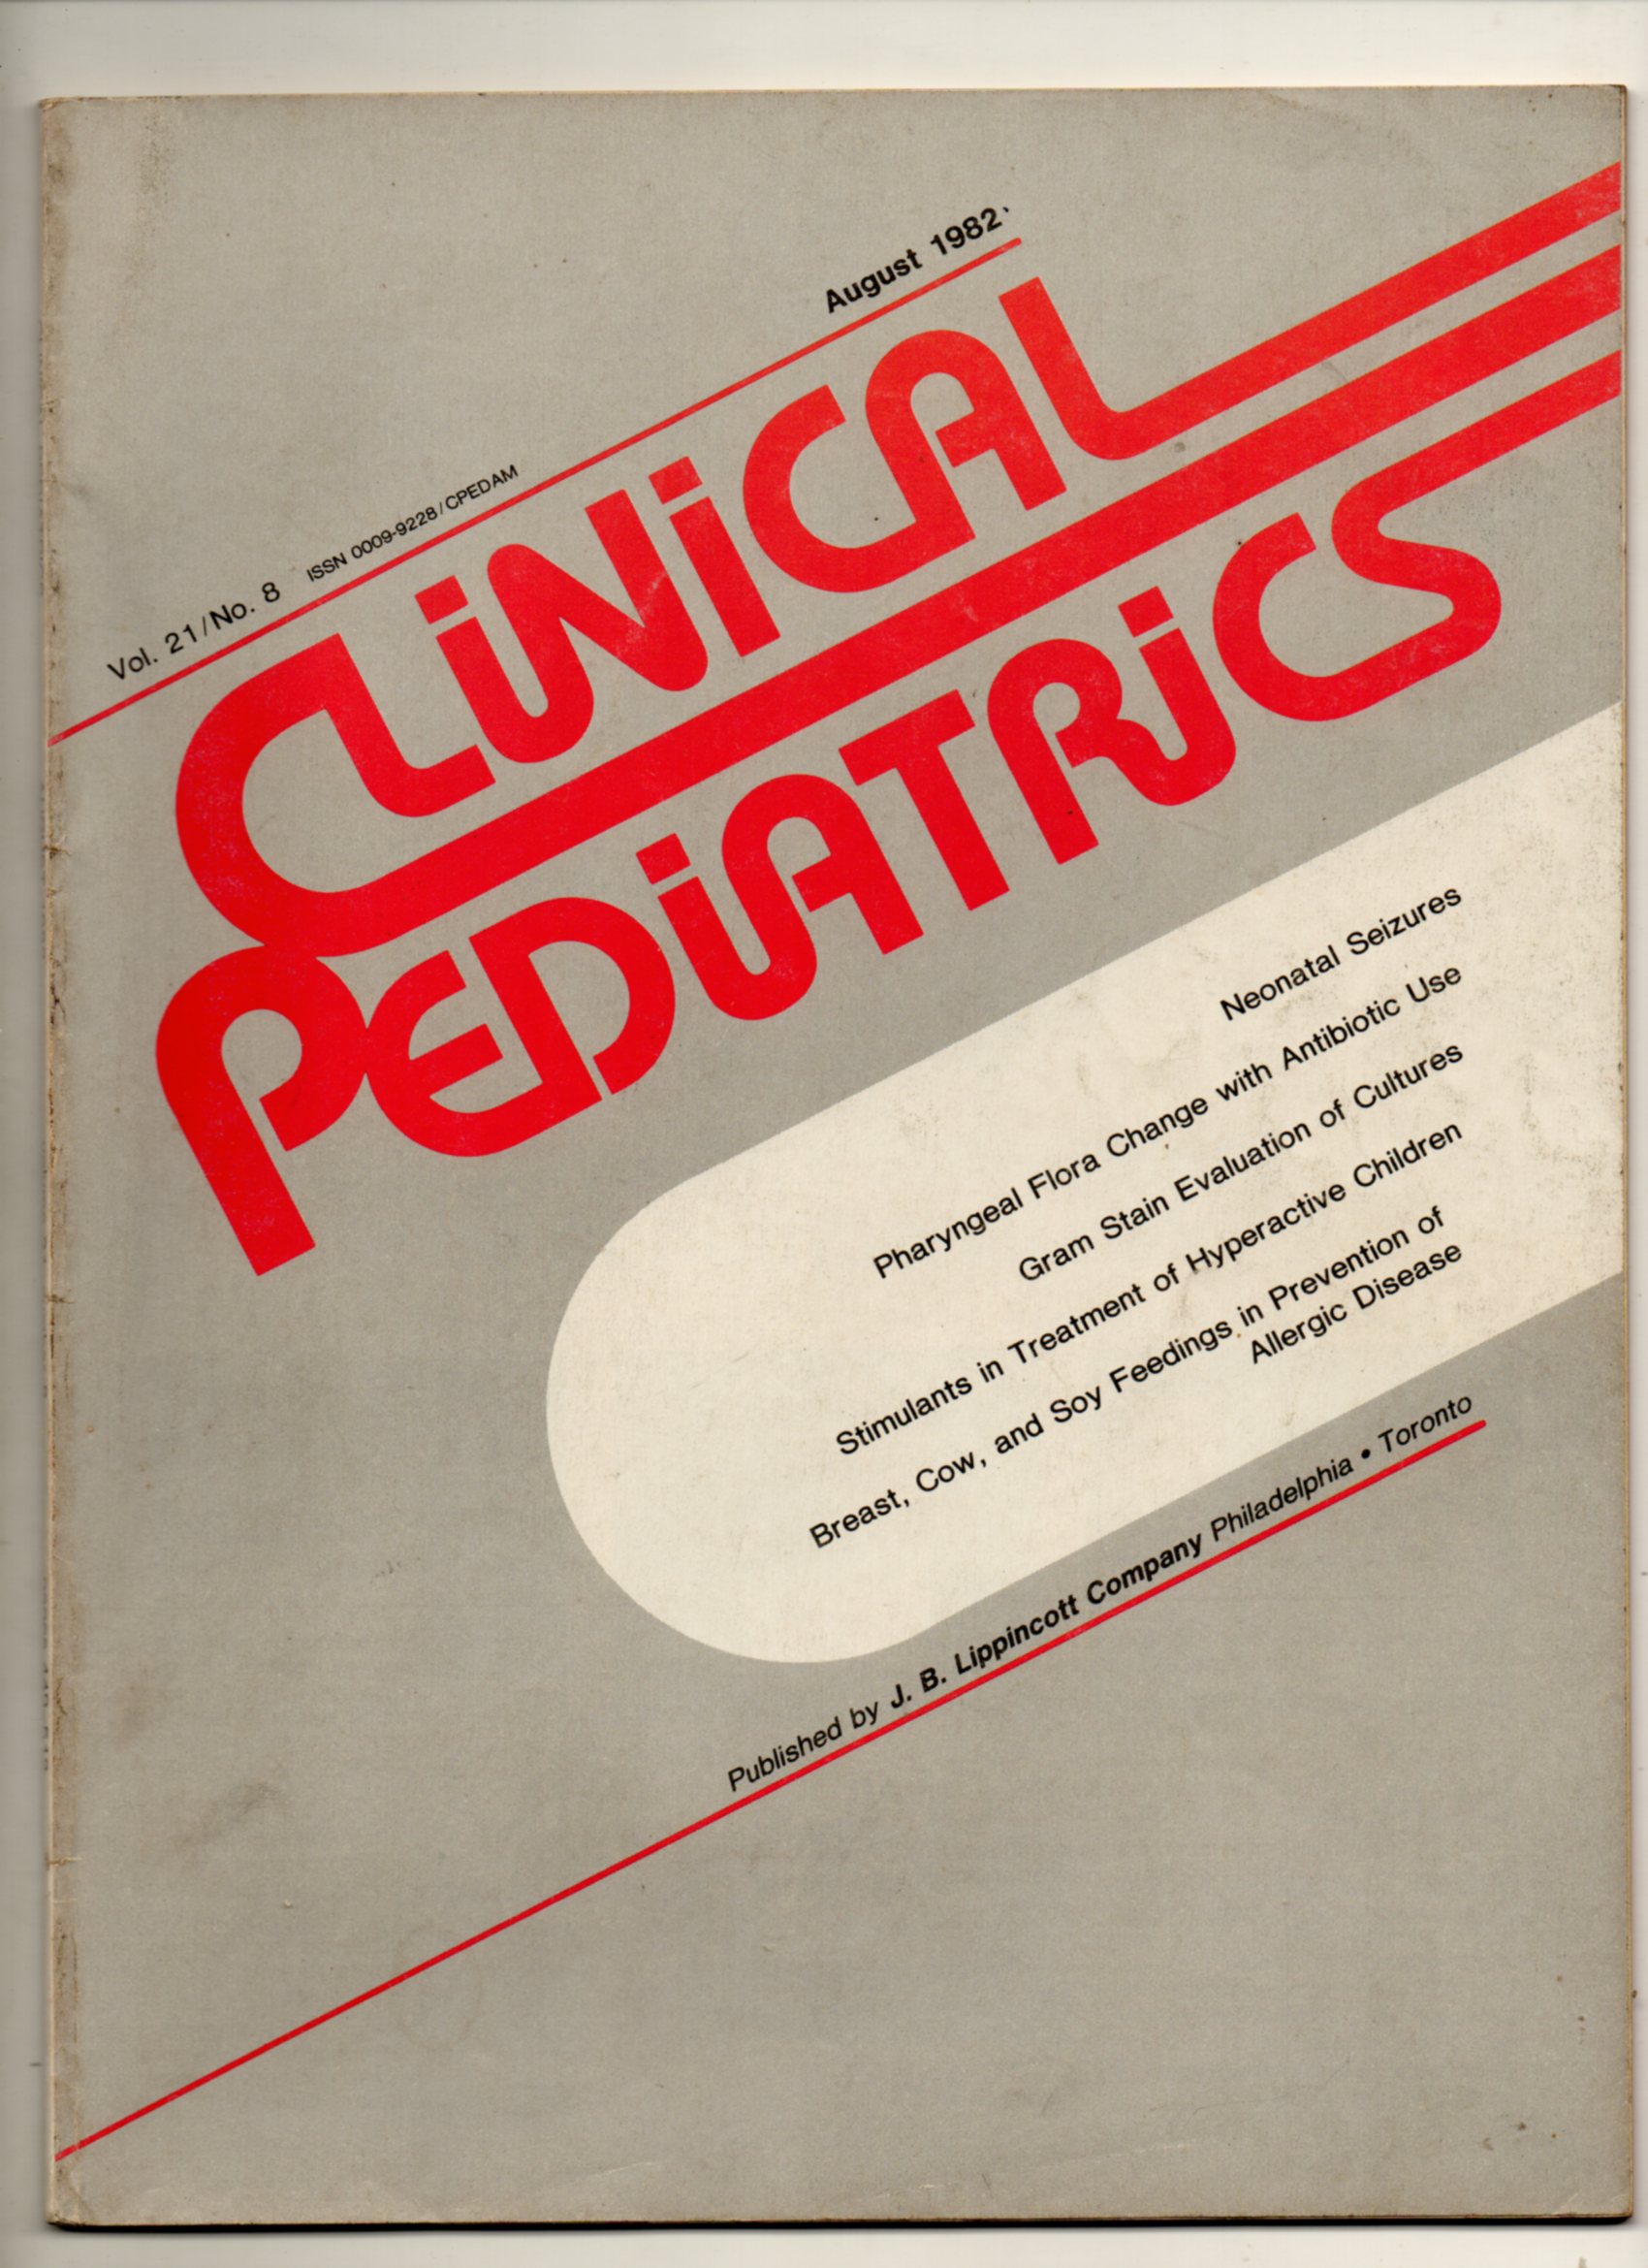 August 1982
Vol. 21/No. 8 ISSN 0009-9228/CPEDAM
CLiNiCAL
PEDiATRiCS
Neonatal Seizures
Pharyngeal Flora Change with Antibiotic Use
Gram Stain Evaluation of Cultures
Stimulants in Treatment of Hyperactive Children
Breast, Cow, and Soy Feedings in Prevention of
Allergic Disease
Published by J. B. Lippincott Company Philadelphia • Toronto